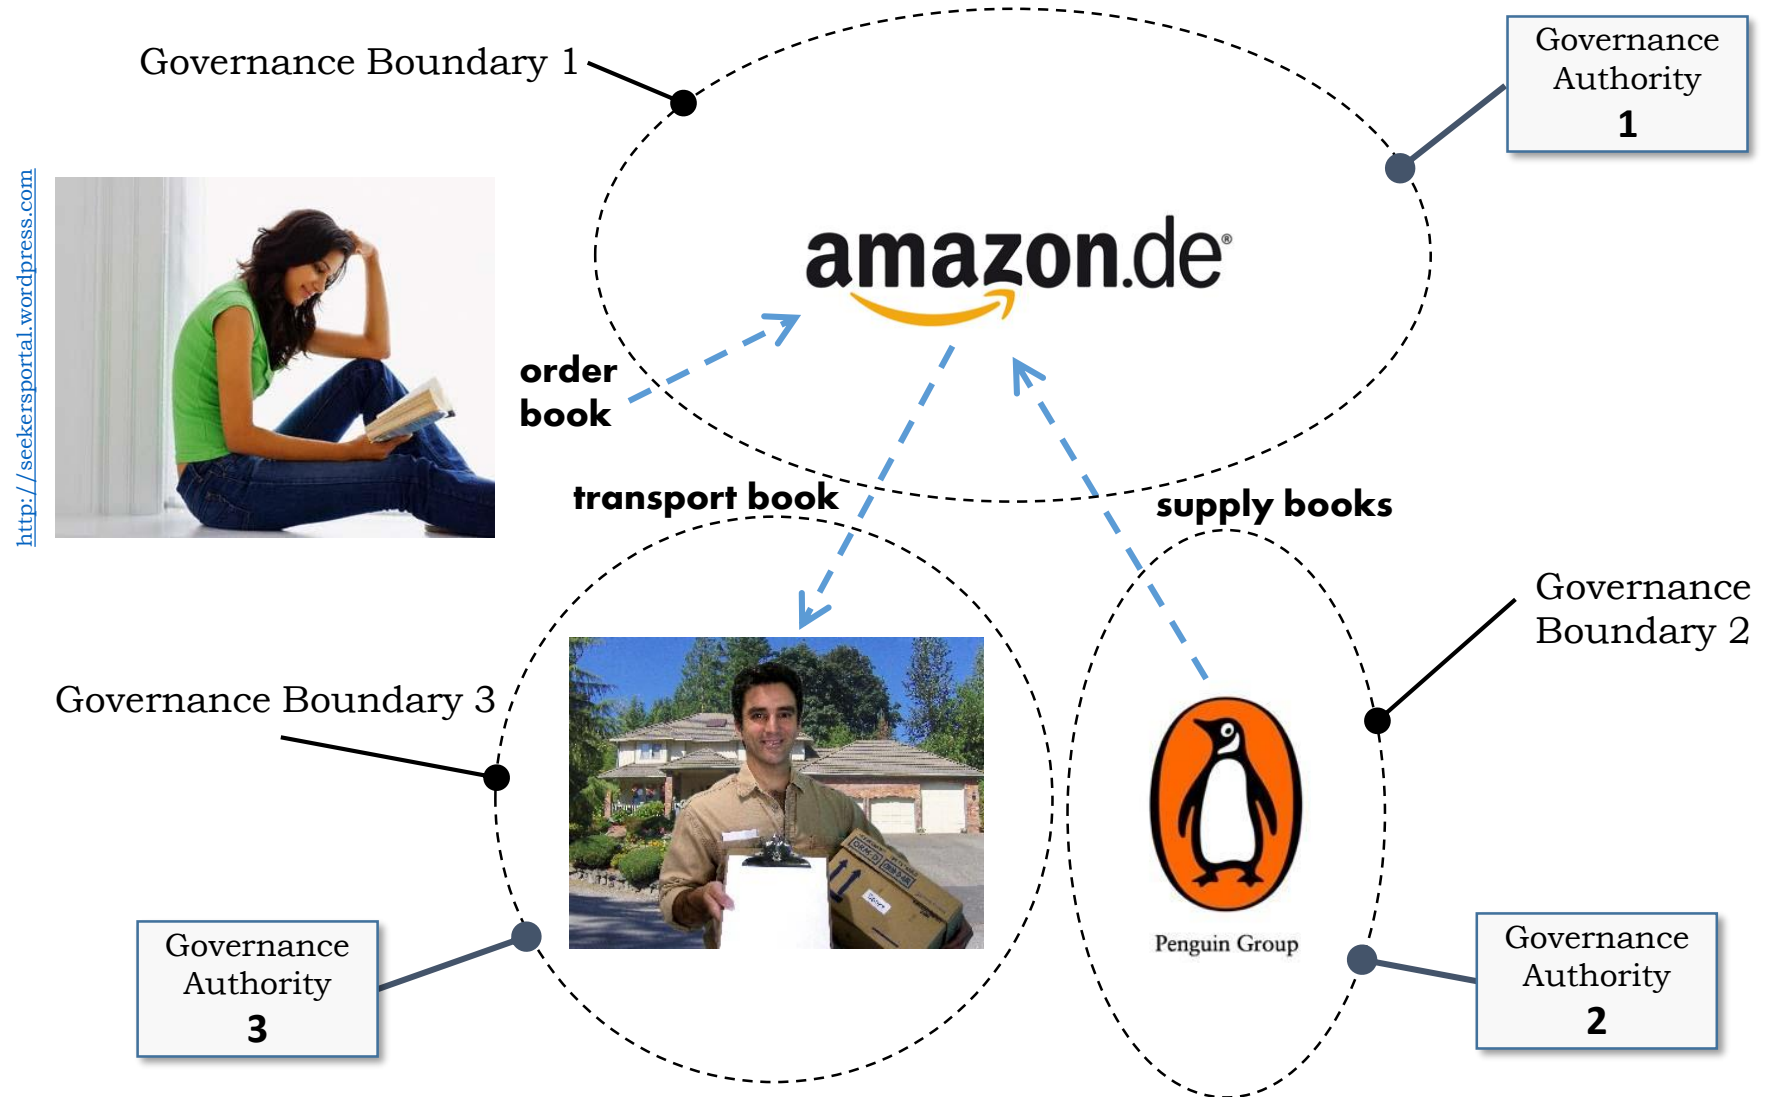 Governance Boundary 1
Governance
Authority
1
http://seekersportal.wordpress.com
amazon.de®
order
book
transport book
supply books
Governance
Boundary 2
Governance Boundary 3
Penguin Group
Governance
Authority
3
Governance
Authority
2